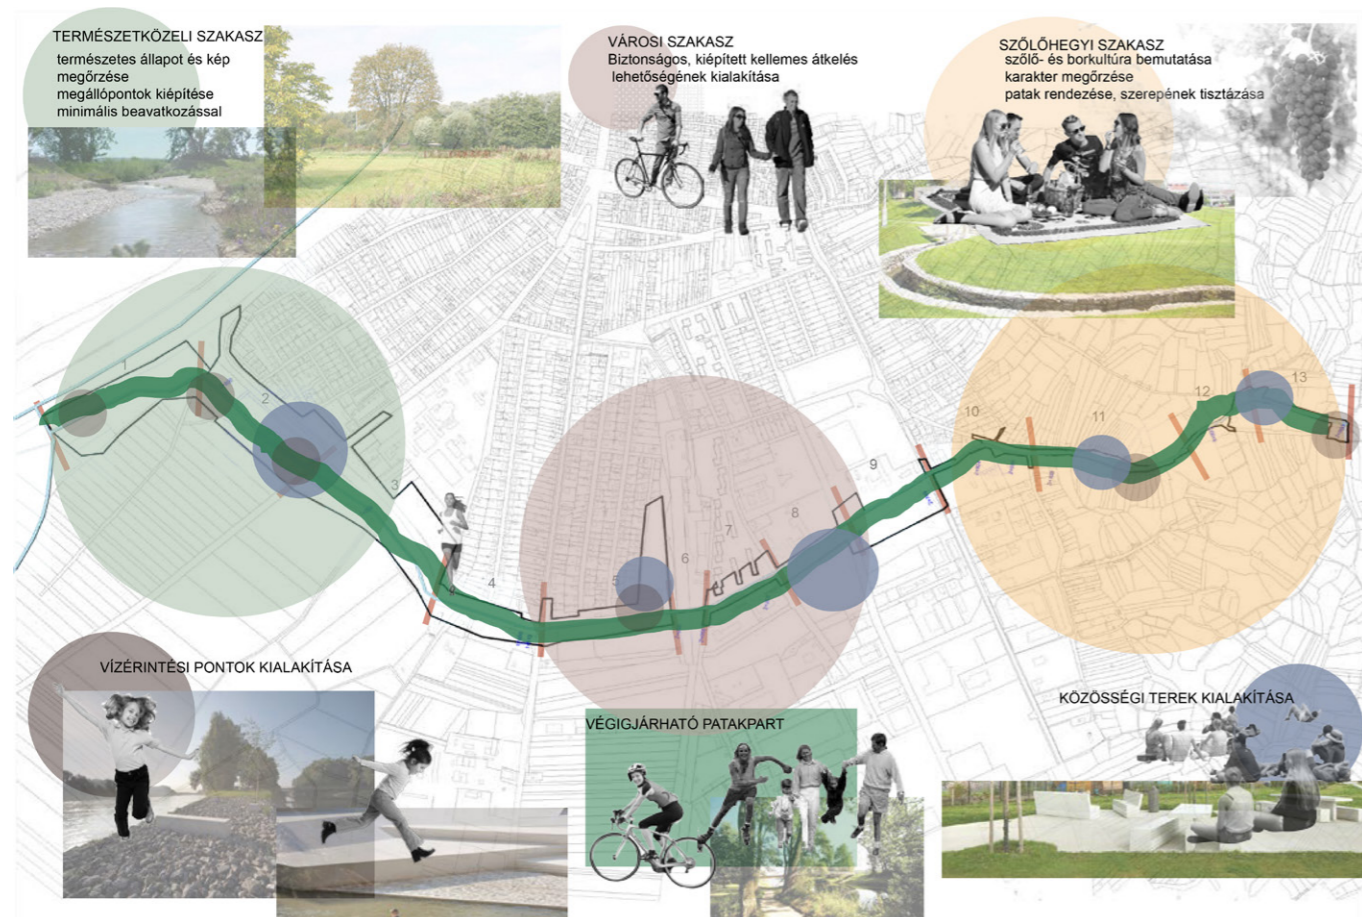 TERMÉSZETKÖZELI SZAKASZ
természetes állapot és kép
megőrzése
megállópontok kiépítése
minimális beavatkozással
VÁROSI SZAKASZ
Biztonságos, kiépített kellemes átkelés
lehetőségének kialakítása
SZŐLŐHEGYI SZAKASZ
szőlő- és borkultúra bemutatása
karakter megőrzése
patak rendezése, szerepének tisztázása
1
2
3
4
5
6
7
8
9
10
11
12
13
VÍZÉRINTÉSI PONTOK KIALAKÍTÁSA
VÉGIGJÁRHATÓ PATAKPART
KÖZÖSSÉGI TEREK KIALAKÍTÁSA